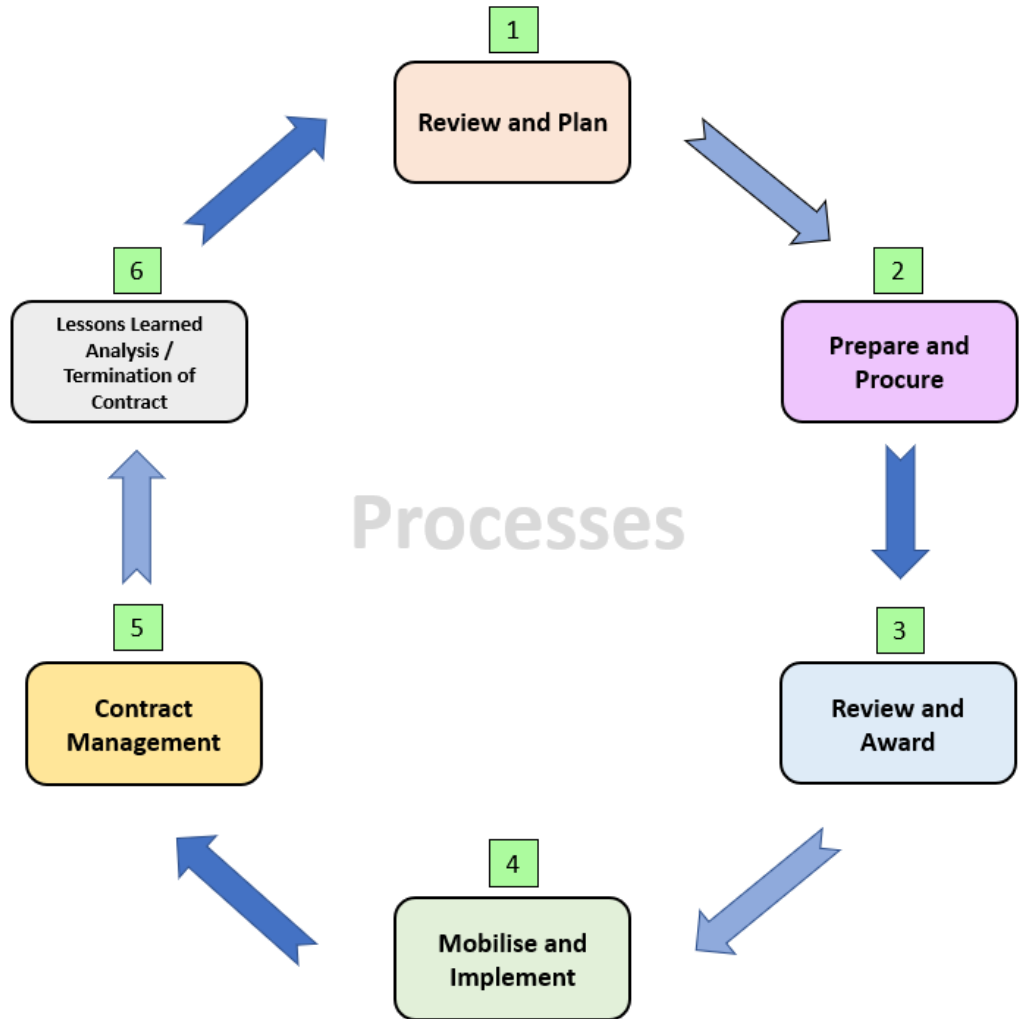 1
Review and Plan
2
Prepare and
Procure
3
Review and
Award
4
Mobilise and
Implement
5
Contract
Management
6
Lessons Learned
Analysis /
Termination of
Contract
Processes